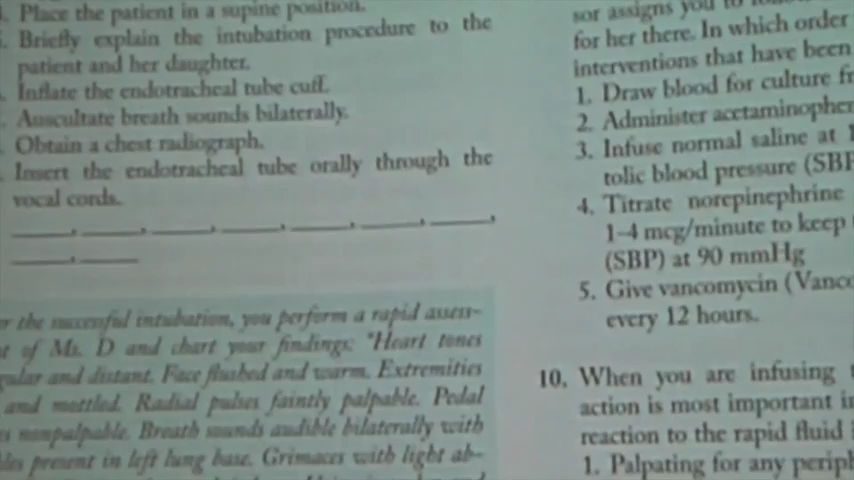 Place the patient in a supine position.
Briefly explain the intubation procedure to the
patient and her daughter.
Inflate the endotracheal tube cuff.
Auscultate breath sounds bilaterally.
Obtain a chest radiograph.
Insert the endotracheal tube orally through the
vocal cords.
the successful intubation, you perform a rapid assess-
of Ms. D and chart your findings: "Heart tones
and distant. Face flushed and warm. Extremities
and mottled. Radial pulses faintly palpable. Pedal
nonpalpable. Breath sounds audible bilaterally with
present in left lung base. Grimaces with light ab-
sor assigns you to
for her there. In which order
interventions that have been
1. Draw blood for culture
2. Administer
3. Infuse normal saline at
tolic blood pressure (SBP
4. Titrate norepinephrine
1-4 mcg/minute to keep
(SBP) at 90 mmHg
5. Give vancomycin
every 12 hours.
10. When you are infusing
action is most important
reaction to the rapid fluid
1. Palpating for any